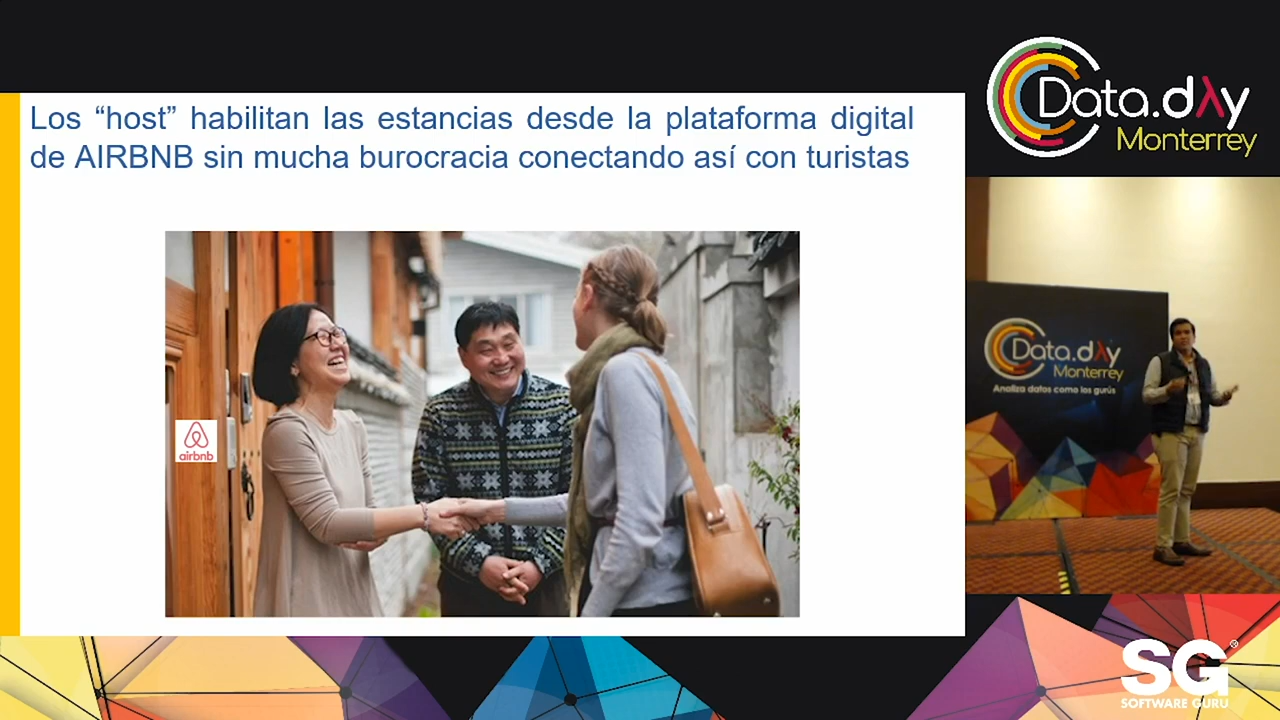 Los “host” habilitan las estancias desde la plataforma digital
de AIRBNB sin mucha burocracia conectando así con turistas
airbnb
Data.dλy
Monterrey
Data.dλy
Monterrey
Analiza datos como los gurús
SG®
SOFTWARE GURU